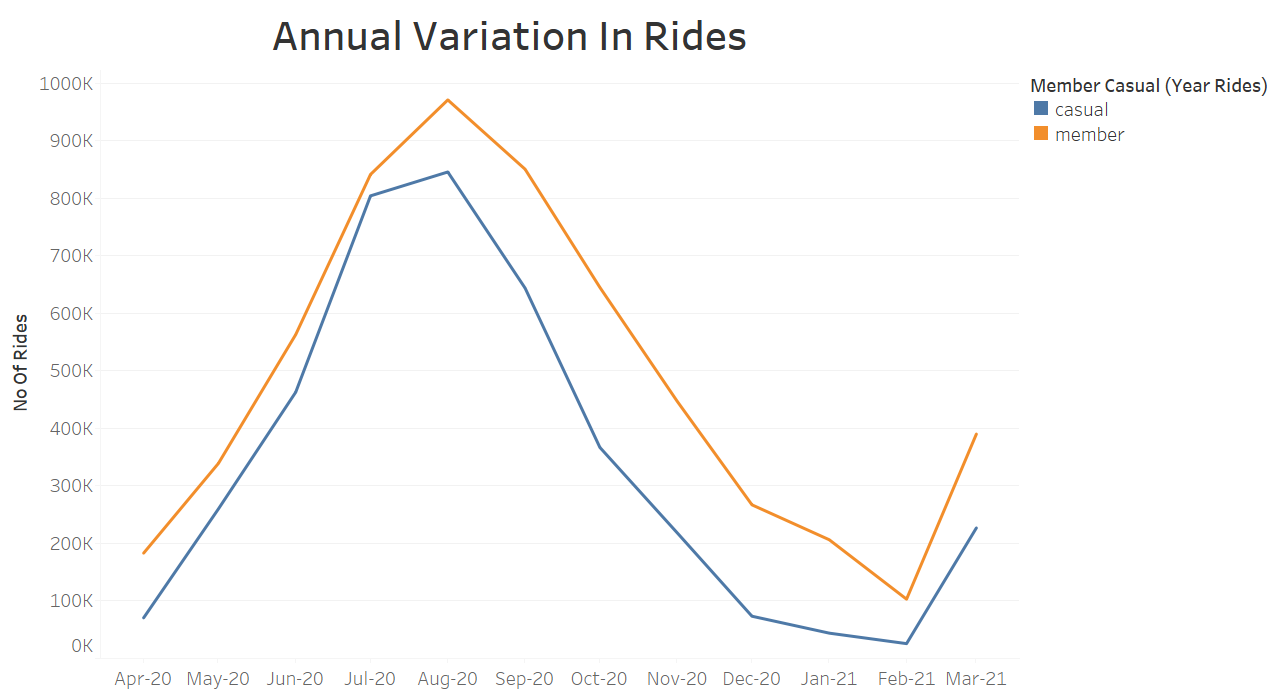 Annual Variation In Rides
1000K
900K
800K
700K
600K
500K
400K
300K
200K
100K
0K
No Of Rides
Apr-20 May-20 Jun-20 Jul-20 Aug-20 Sep-20 Oct-20 Nov-20 Dec-20 Jan-21 Feb-21 Mar-21
Member Casual (Year Rides)
casual
member